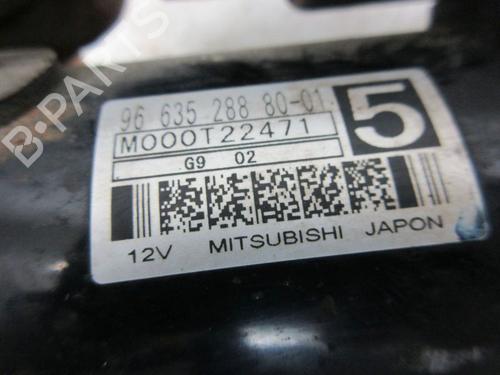 96 635 288 80-01
5
M000T22471
G9 02
12V MITSUBISHI JAPON
B-PARTS